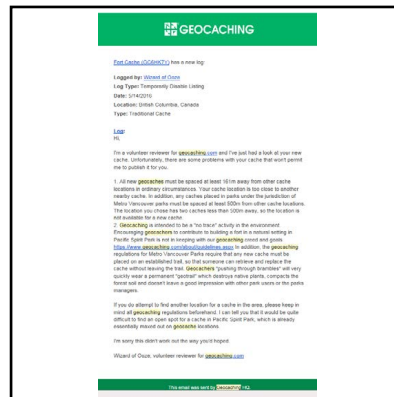 GEOCACHING
Fort Cache (GC6HKTY) has a new log:
Logged by: Wizard of Ooze
Log Type: Temporarily Disable Listing
Date: 5/14/2016
Location: British Columbia, Canada
Type: Traditional Cache
Log:
Hi,
I'm a volunteer reviewer for geocaching.com and I've just had a look at your new
cache. Unfortunately, there are some problems with your cache that won't permit
me to publish it for you.
1. All new geocaches must be spaced at least 161m away from other cache
locations in ordinary circumstances. Your cache location is too close to another
nearby cache. In addition, any caches placed in parks under the jurisdiction of
Metro Vancouver parks must be spaced at least 500m from other cache locations.
The location you chose has two caches less than 500m away, so the location is
not available for a new cache.
2. Geocaching is intended to be a "no trace" activity in the environment.
Encouraging geocachers to contribute to building a fort in a natural setting in
Pacific Spirit Park is not in keeping with our geocaching need and goals
https://www.geocaching.com/about/guidelines.aspx In addition, the geocaching
regulations for Metro Vancouver Parks require that any new cache must be
placed on an established trail, so that someone can retrieve and replace the
cache without leaving the trail. Geocachers "pushing through brambles" will very
quickly wear a permanent "geotrail" which destroys native plants, compacts the
forest soil and doesn't leave a good impression with other park users or the parks
managers.
If you do attempt to find another location for a cache in the area, please keep in
mind all geocaching regulations beforehand. I can tell you that it would be quite
difficult to find an open spot for a cache in Pacific Spirit Park, which is already
essentially maxed out on geocache locations.
I'm sorry this didn't work out the way you'd hoped.
Wizard of Ooze, volunteer reviewer for geocaching.com
This email was sent by Geocaching HQ.